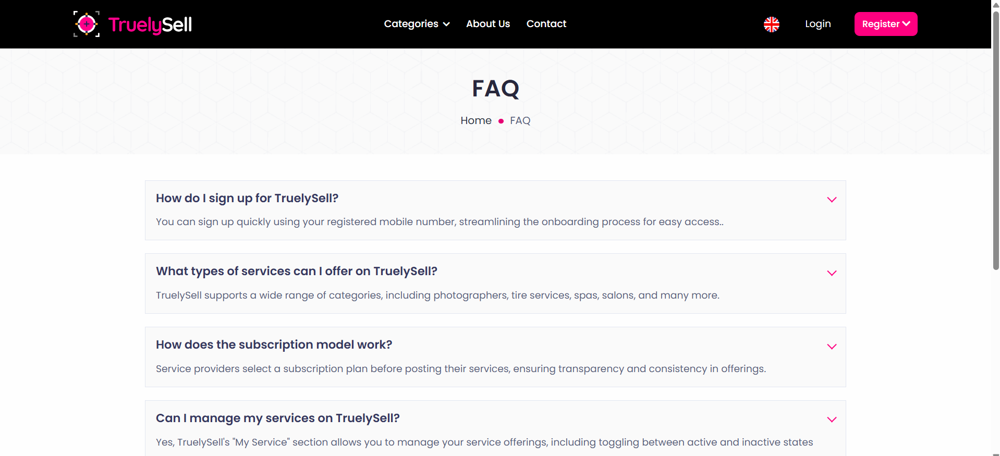 TruelySell
Categories
About Us
Contact
Login
Register
FAQ
Home
FAQ
How do I sign up for TruelySell?
You can sign up quickly using your registered mobile number, streamlining the onboarding process for easy access..
What types of services can I offer on TruelySell?
TruelySell supports a wide range of categories, including photographers, tire services, spas, salons, and many more.
How does the subscription model work?
Service providers select a subscription plan before posting their services, ensuring transparency and consistency in offerings.
Can I manage my services on TruelySell?
Yes, TruelySell's "My Service" section allows you to manage your service offerings, including toggling between active and inactive states